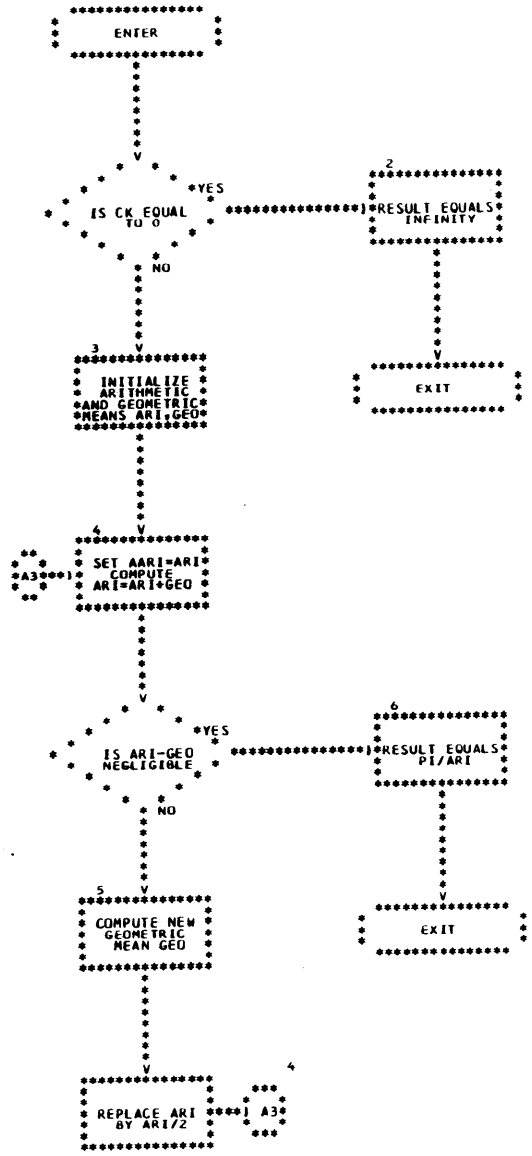 ENTER
YES
2
IS CK EQUAL
TO 0
RESULT EQUALS
INFINITY
NO
3
INITIALIZE
ARITHMETIC
AND GEOMETRIC
MEANS ARI,GEO
EXIT
4
SET AARI=ARI
COMPUTE
ARI=ARI+GEO
A3
6
YES
IS ARI-GEO
NEGLIGIBLE
RESULT EQUALS
PI/ARI
NO
5
COMPUTE NEW
GEOMETRIC
MEAN GEO
EXIT
4
REPLACE ARI
BY ARI/2
A3